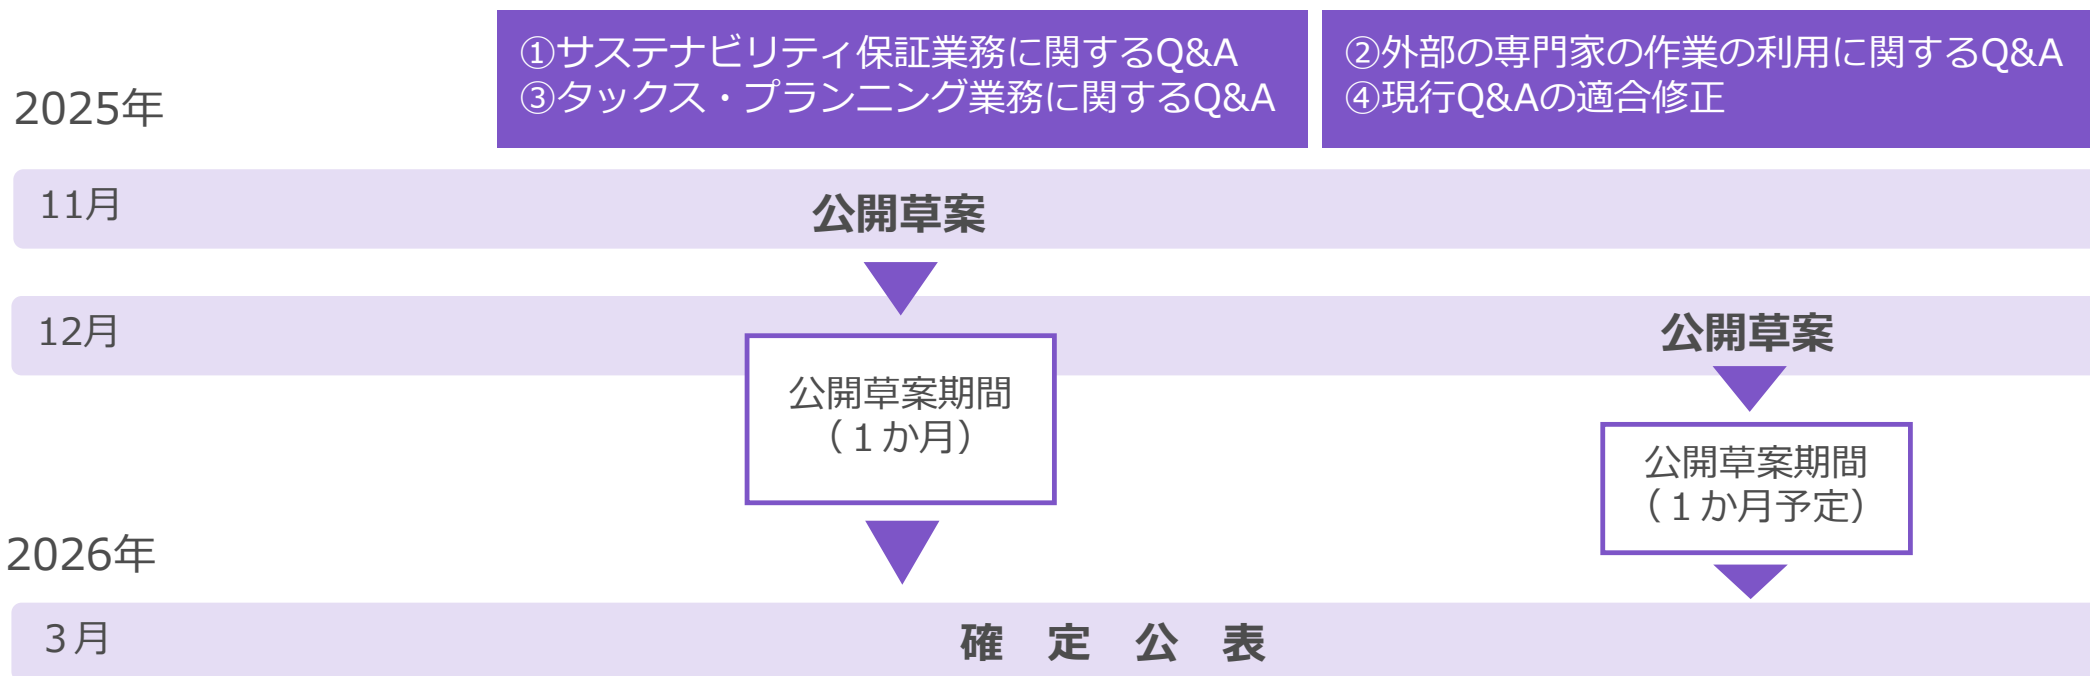 ①サステナビリティ保証業務に関するQ&A
③タックス・プランニング業務に関するQ&A
②外部の専門家の作業の利用に関するQ&A
④現行Q&Aの適合修正
2025年
11月
公開草案
12月
公開草案
公開草案期間
（１か月）
公開草案期間
（１か月予定）
2026年
３月
確　定　公　表